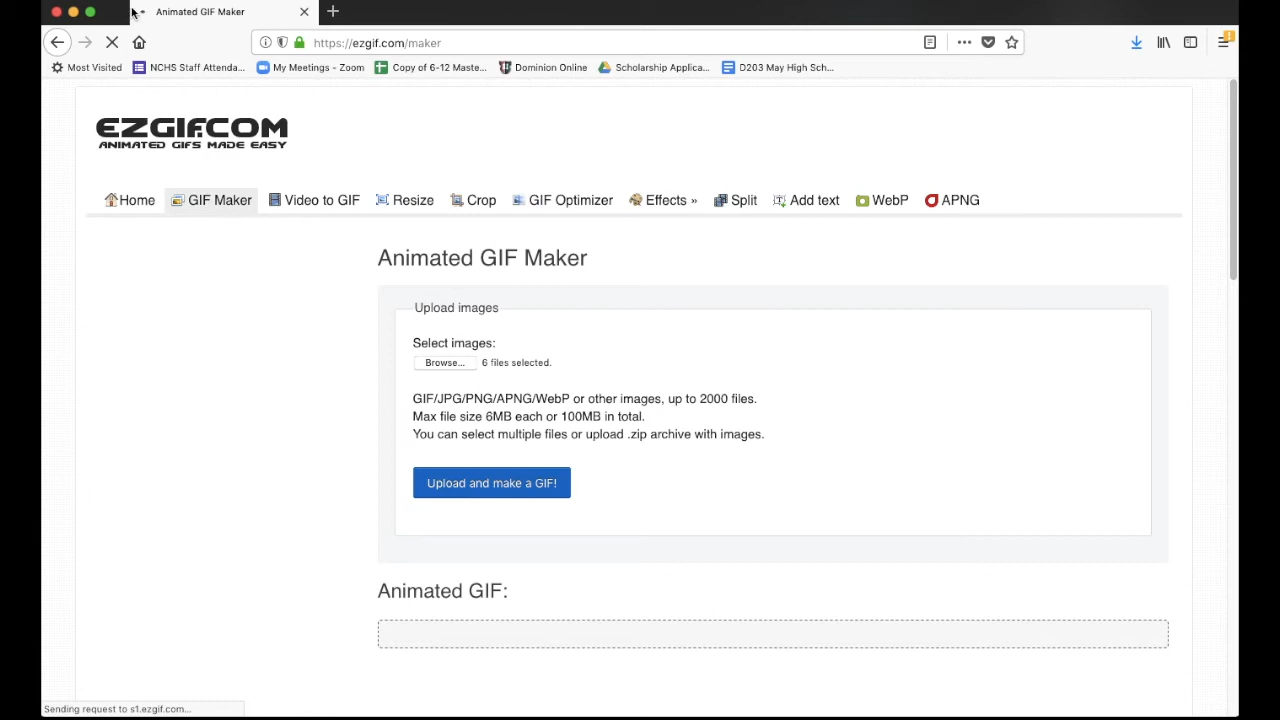 Animated GIF Maker
https://ezgif.com/maker
Most Visited NCHS Staff Attenda... My Meetings – Zoom Copy of 6-12 Maste... Dominion Online Scholarship Applica... D203 May High Sch...
EZGIF.COM
ANIMATED GIFS MADE EASY
Home GIF Maker Video to GIF Resize Crop GIF Optimizer Effects » Split Add text WebP APNG
Animated GIF Maker
Upload images
Select images:
Browse... 6 files selected.
GIF/JPG/PNG/APNG/WebP or other images, up to 2000 files.
Max file size 6MB each or 100MB in total.
You can select multiple files or upload .zip archive with images.
Upload and make a GIF!
Animated GIF:
Sending request to s1.ezgif.com...